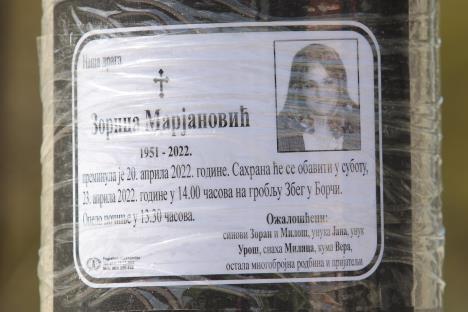 Наша драга
Зорица Марјановић
1951 - 2022.
преминула је 20. априла 2022. године. Сахрана ће се обавити у суботу,
23. априла 2022. године у 14.00 часова на гробљу Збег у Борчи.
Опело почиње у 13.30 часова.
Ожалошћени:
синови Зоран и Милош, унука Јана, унук
Урош, снаха Милица, кума Вера,
остала многобројна родбина и пријатељи